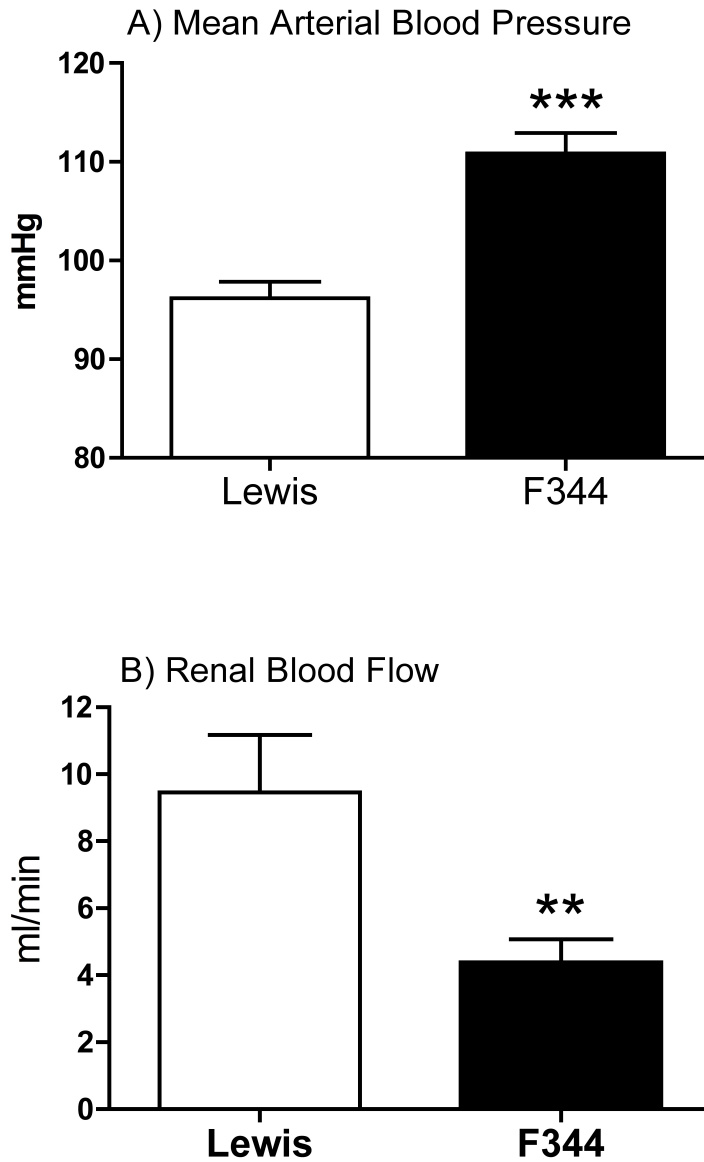 A) Mean Arterial Blood Pressure
120
***
110
mmHg
100
90
80
Lewis F344
B) Renal Blood Flow
12
10
8
ml/min
6
**
4
2
0
Lewis F344